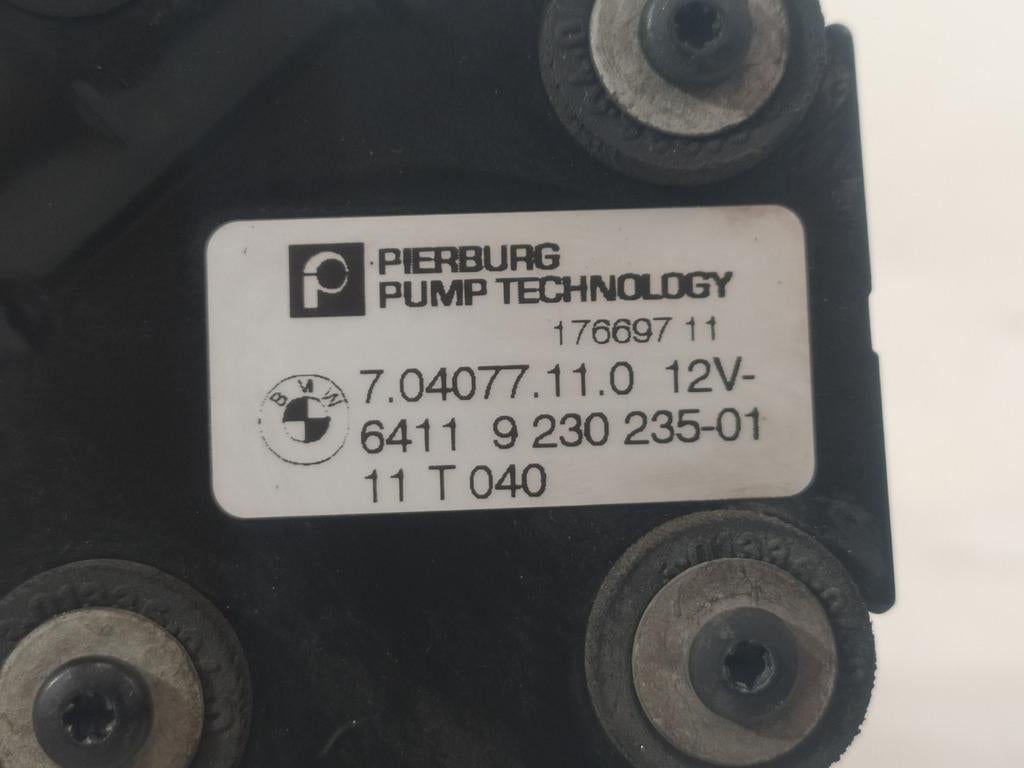 PIERBURG
PUMP TECHNOLOGY
176697 11
BMW
7.04077.11.0 12V-
6411 9 230 235-01
11 T 040